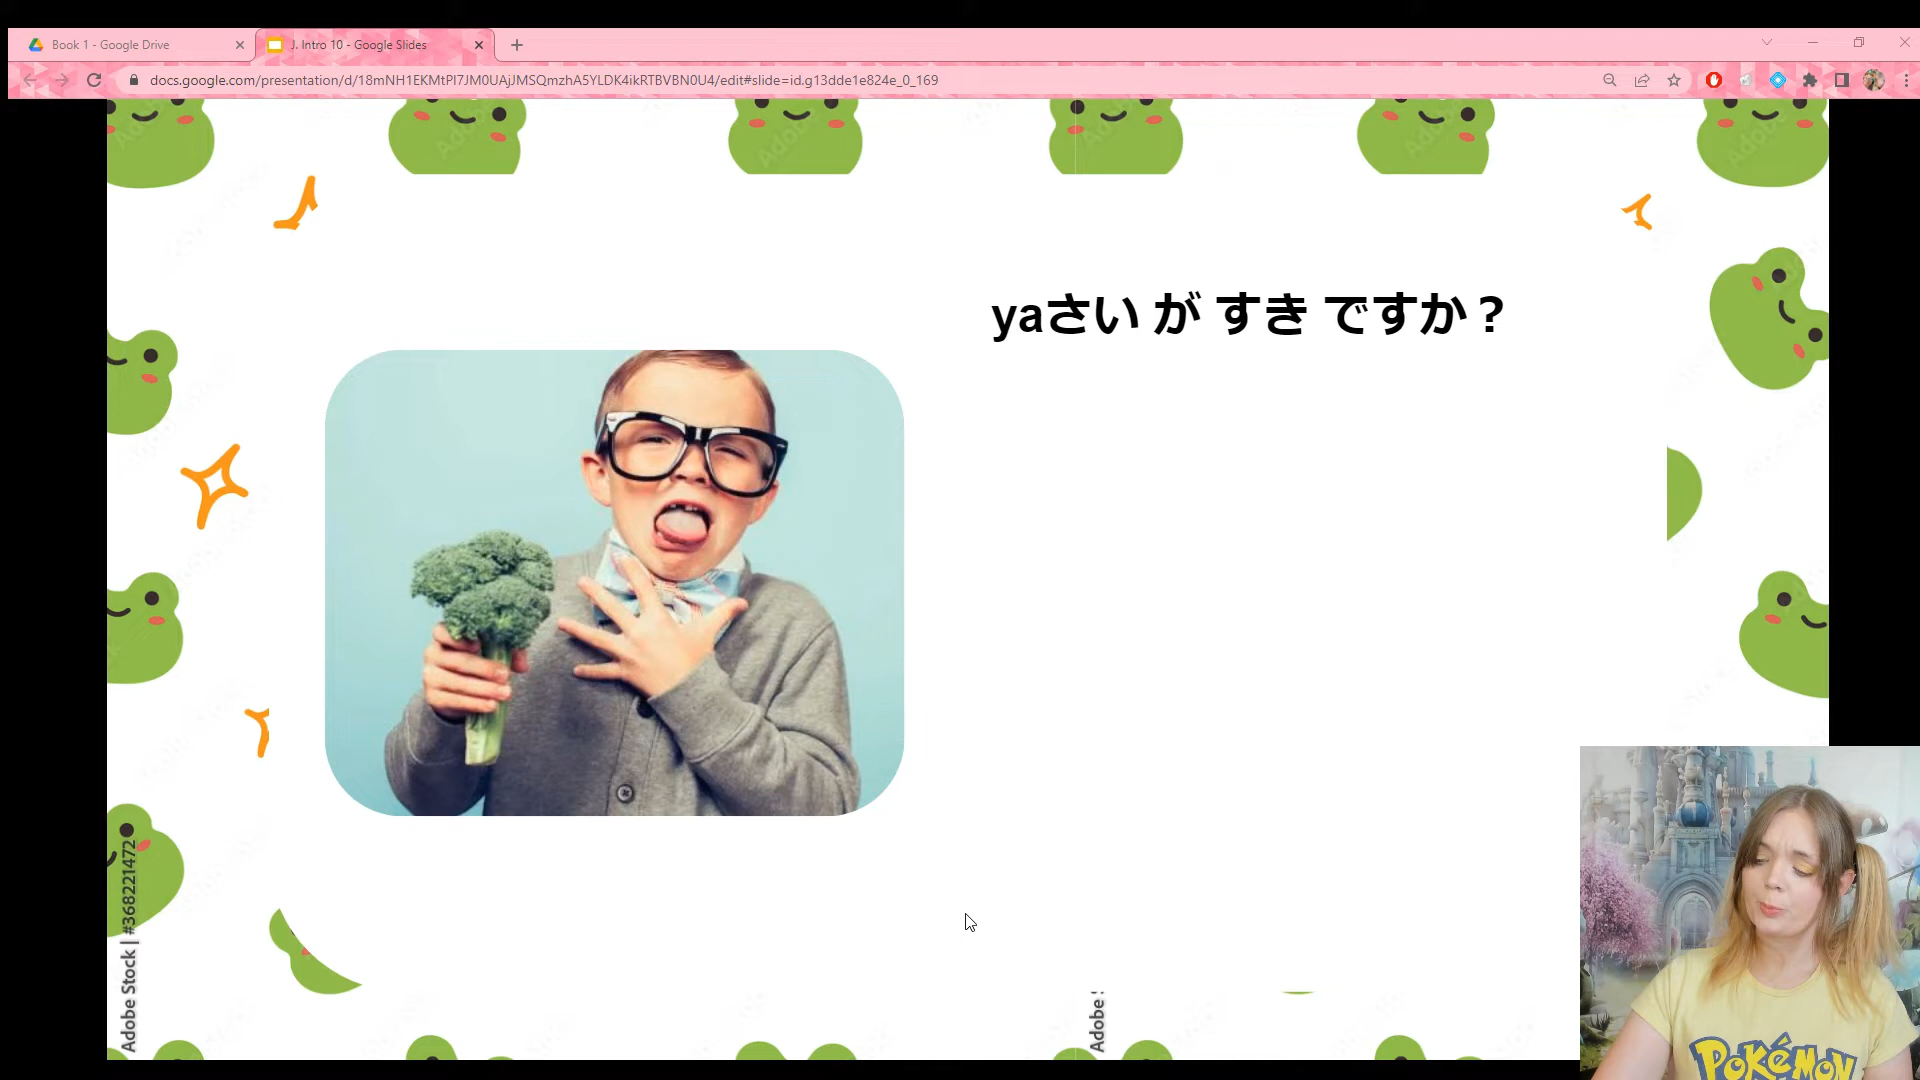 Book 1 - Google Drive
J. Intro 10 - Google Slides
docs.google.com/presentation/d/18mNH1EKMtPI7JM0UAjJMSQmzhA5YLDK4ikRTBVBN0U4/edit#slide=id.g13dde1e824e_0_169
yaさい が すき ですか？
Adobe Stock | #368221472
Adobe
POKéMON